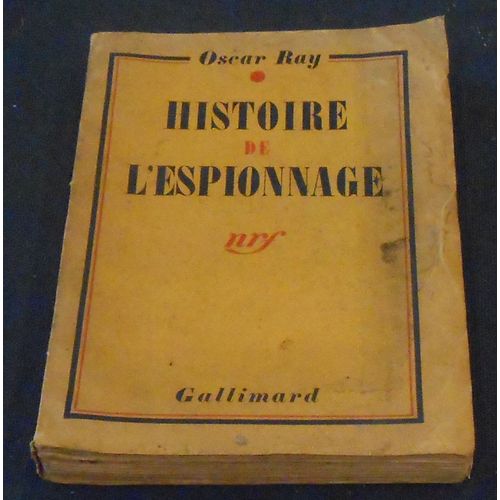 Oscar Ray
HISTOIRE
DE
L'ESPIONNAGE
nrf
Gallimard